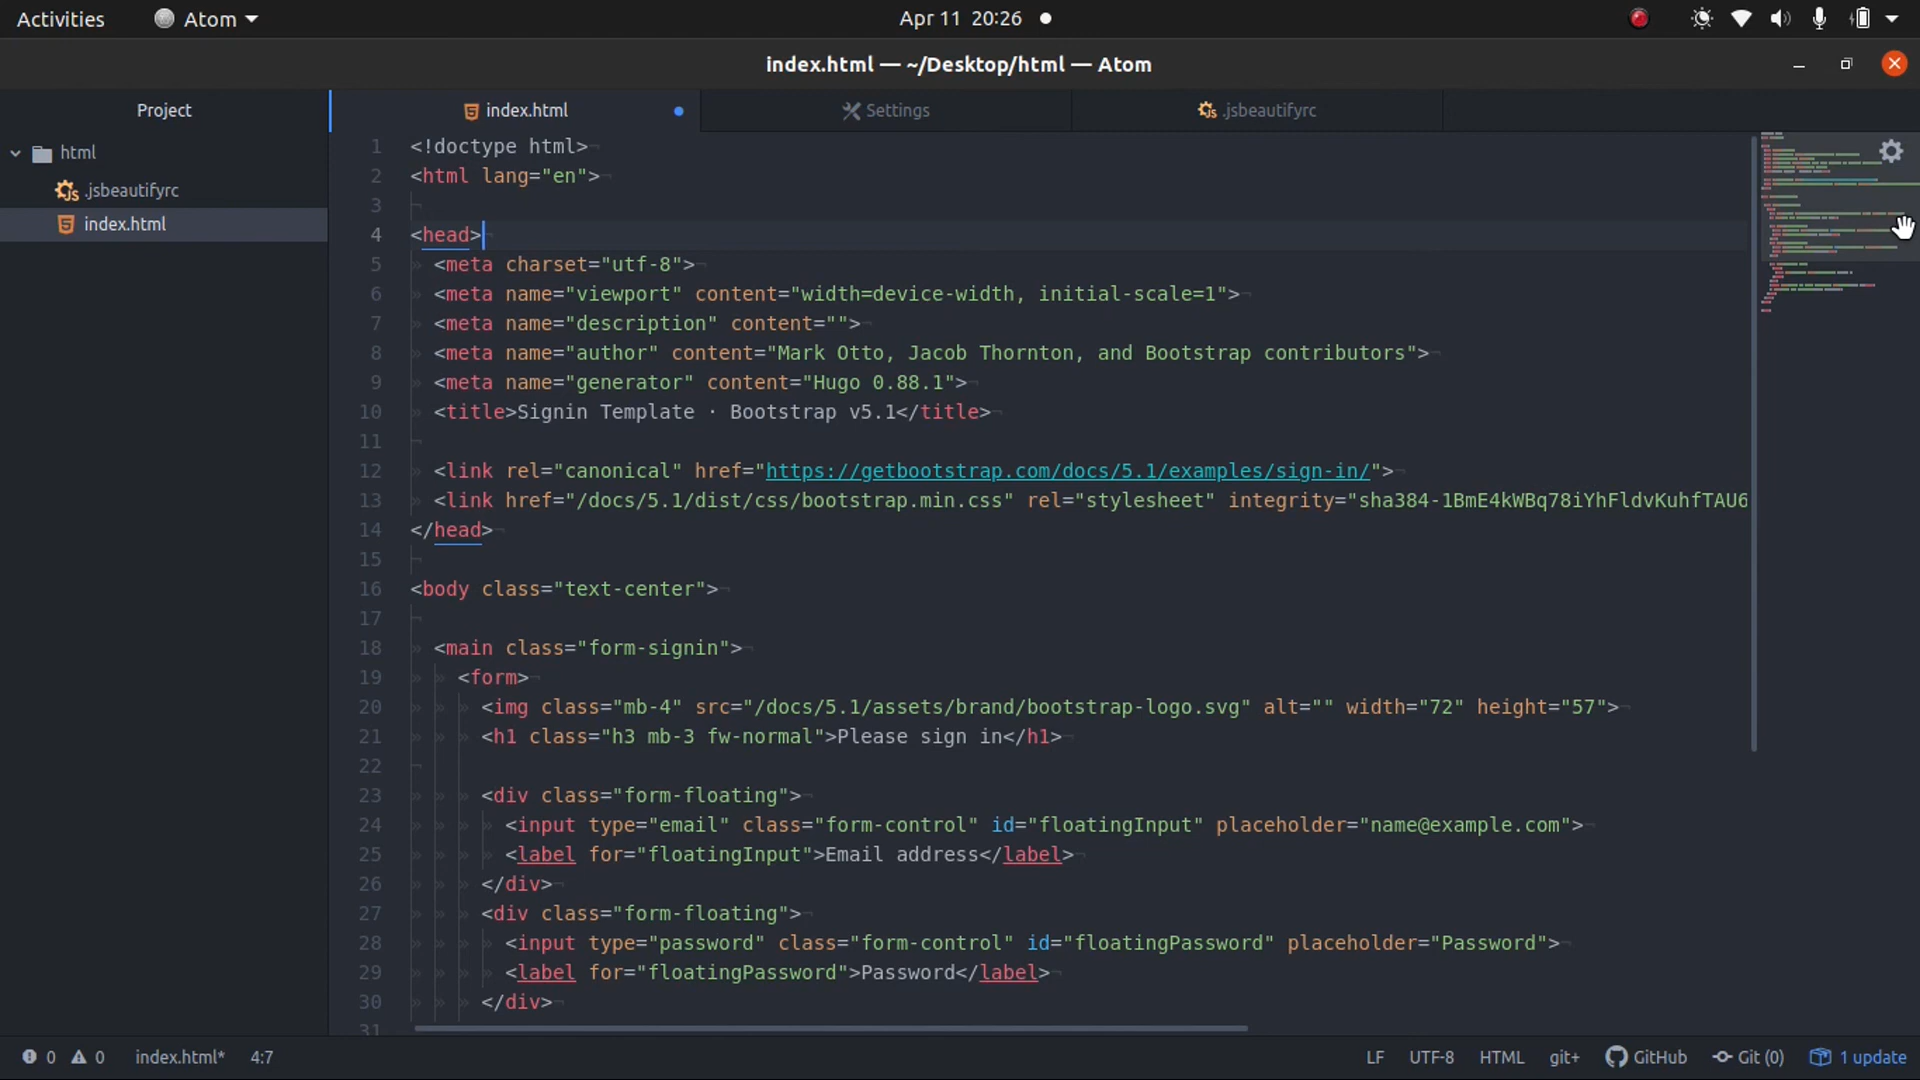 Activities Atom Apr 11 20:26
index.html — ~/Desktop/html — Atom
Project
html
.jsbeautifyrc
index.html
index.html Settings .jsbeautifyrc
1 <!doctype html>
2 <html lang="en">
3
4 <head>
5 <meta charset="utf-8">
6 <meta name="viewport" content="width=device-width, initial-scale=1">
7 <meta name="description" content="">
8 <meta name="author" content="Mark Otto, Jacob Thornton, and Bootstrap contributors">
9 <meta name="generator" content="Hugo 0.88.1">
10 <title>Signin Template · Bootstrap v5.1</title>
11
12 <link rel="canonical" href="https://getbootstrap.com/docs/5.1/examples/sign-in/">
13 <link href="/docs/5.1/dist/css/bootstrap.min.css" rel="stylesheet" integrity="sha384-1BmE4kWBq78iYhFldvKuhfTAU6
14 </head>
15
16 <body class="text-center">
17
18 <main class="form-signin">
19 <form>
20 <img class="mb-4" src="/docs/5.1/assets/brand/bootstrap-logo.svg" alt="" width="72" height="57">
21 <h1 class="h3 mb-3 fw-normal">Please sign in</h1>
22
23 <div class="form-floating">
24 <input type="email" class="form-control" id="floatingInput" placeholder="name@example.com">
25 <label for="floatingInput">Email address</label>
26 </div>
27 <div class="form-floating">
28 <input type="password" class="form-control" id="floatingPassword" placeholder="Password">
29 <label for="floatingPassword">Password</label>
30 </div>
31
0 0 index.html* 4:7 LF UTF-8 HTML git+ GitHub Git (0) 1 update